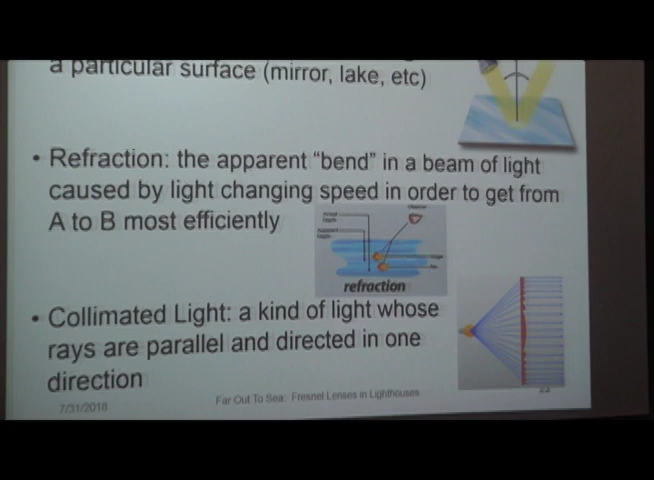 a particular surface (mirror, lake, etc)
• Refraction: the apparent "bend" in a beam of light
caused by light changing speed in order to get from
A to B most efficiently
refraction
• Collimated Light: a kind of light whose
rays are parallel and directed in one
direction
7/31/2018
Far Out To Sea: Fresnel Lenses in Lighthouses